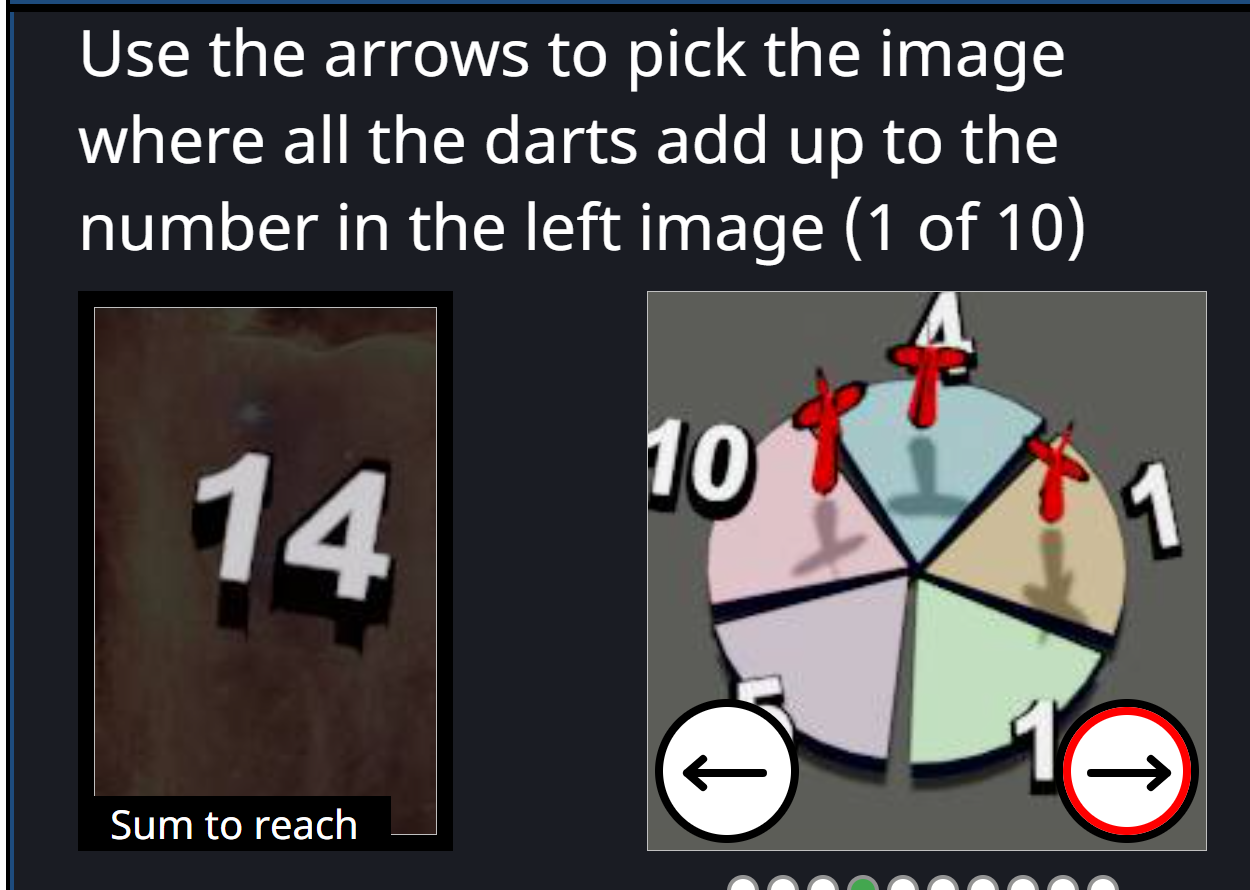 Use the arrows to pick the image
where all the darts add up to the
number in the left image (1 of 10)
14
Sum to reach
4
10
1
5
1